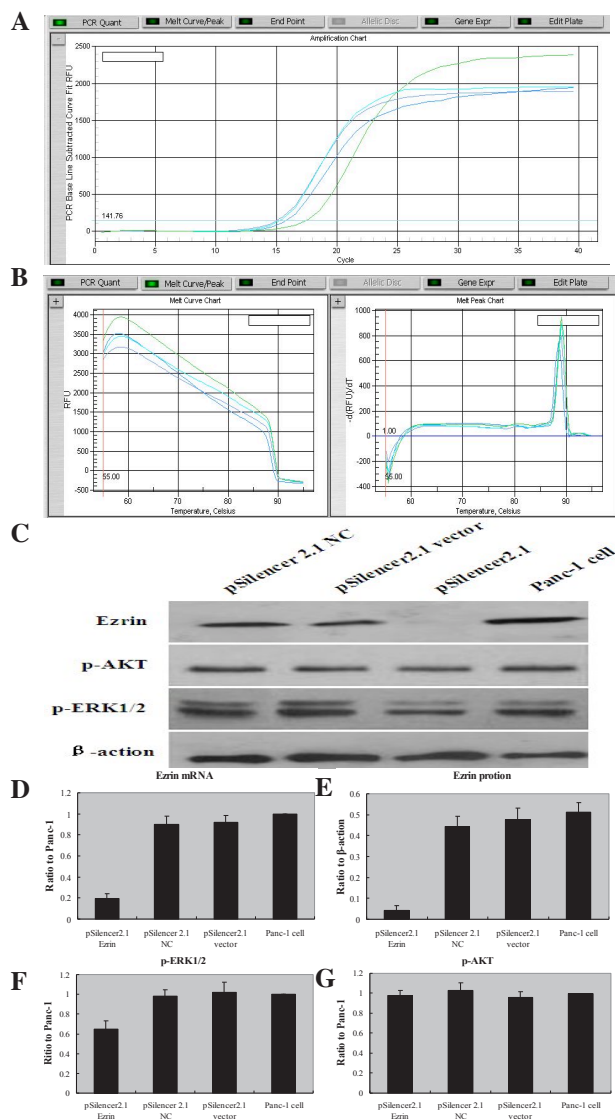 A
PCR Quant Melt Curve/Peak End Point Allelic Disc Gene Expr Edit Plate
Amplification Chart
PCR Base Line Subtracted Curve Fit RFU
2500
2000
1500
1000
500
0
141.76
0 5 10 15 20 25 30 35 40
Cycle
B
PCR Quant Melt Curve/Peak End Point Allelic Disc Gene Expr Edit Plate
+
Melt Curve Chart
RFU
4000
3500
3000
2500
2000
1500
1000
500
0
-500
55.00
60 70 80 90
Temperature, Celsius
+
Melt Peak Chart
-d(RFU)/dT
1000
800
600
400
200
0
-200
-400
1.00
55.00
60 70 80 90
Temperature, Celsius
C
pSilencer 2.1 NC
pSilencer2.1 vector
pSilencer2.1
Panc-1 cell
Ezrin
p-AKT
p-ERK1/2
β -action
D
Ezrin mRNA
Ratio to Panc-1
1.2
1
0.8
0.6
0.4
0.2
0
pSilencer2.1 Ezrin
pSilencer 2.1 NC
pSilencer2.1 vector
Panc-1 cell
E
Ezrin protion
Ratio to β-action
0.6
0.5
0.4
0.3
0.2
0.1
0
pSilencer2.1 Ezrin
pSilencer 2.1 NC
pSilencer2.1 vector
Panc-1 cell
F
p-ERK1/2
Ritio to Panc-1
1.2
1
0.8
0.6
0.4
0.2
0
pSilencer2.1 Ezrin
pSilencer 2.1 NC
pSilencer2.1 vector
Panc-1 cell
G
p-AKT
Ratio to Panc-1
1.2
1
0.8
0.6
0.4
0.2
0
pSilencer2.1 Ezrin
pSilencer 2.1 NC
pSilencer2.1 vector
Panc-1 cell